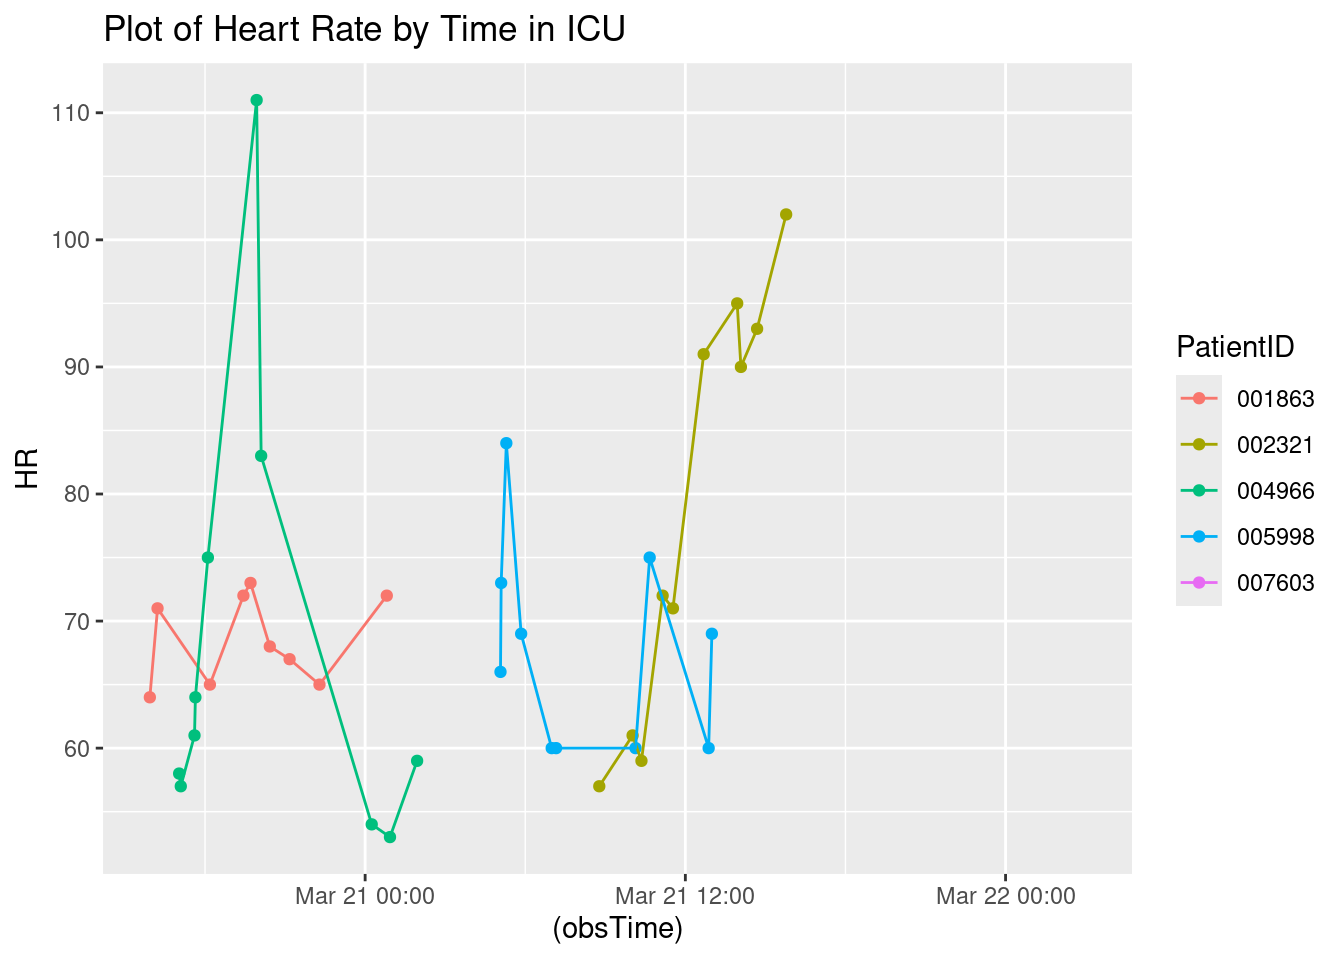 Plot of Heart Rate by Time in ICU
110
100
90
80
70
60
HR
Mar 21 00:00
Mar 21 12:00
Mar 22 00:00
(obsTime)
PatientID
001863
002321
004966
005998
007603